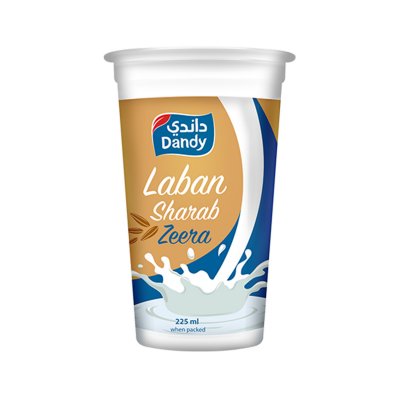 داندي
Dandy
Laban
Sharab
Zeera
225 ml
when packed